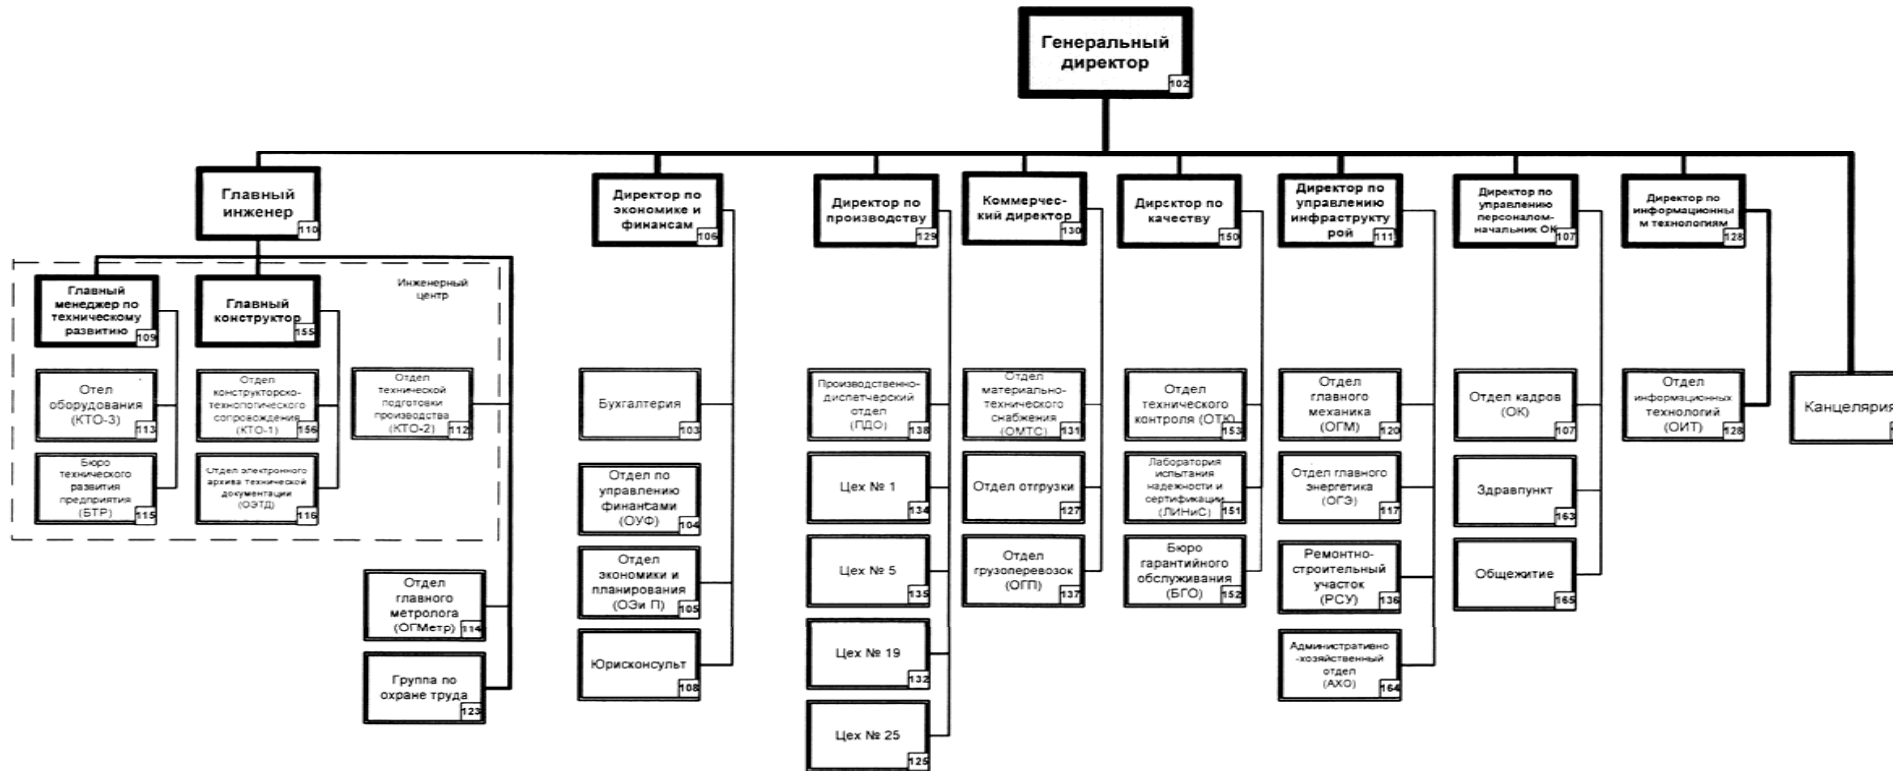 Генеральный
директор
102
Главный
инженер
110
Директор по
экономике и
финансам
106
Директор по
производству
129
Коммерчес-
кий директор
130
Директор по
качеству
150
Директор по
управлению
инфраструкту
рой
111
Директор по
управлению
персоналом-
начальник ОК
107
Директор по
информационны
м технологиям
128
Инженерный
центр
Главный
менеджер по
техническому
развитию
109
Главный
конструктор
155
Отел
оборудования
(КТО-3)
113
Отдел
конструкторско-
технологического
сопровождения
(КТО-1)
156
Отдел
технической
подготовки
производства
(КТО-2)
112
Бюро
технического
развития
предприятия
(БТР)
115
Отдел электронного
архива технической
документации
(ОЭТД)
116
Отдел
главного
метролога
(ОГМетр)
114
Группа по
охране труда
123
Бухгалтерия
103
Отдел по
управлению
финансами
(ОУФ)
104
Отдел
экономики и
планирования
(ОЭи П)
105
Юрисконсульт
108
Производственно-
диспетчерский
отдел
(ПДО)
138
Цех № 1
134
Цех № 5
135
Цех № 19
132
Цех № 25
125
Отдел
материально-
технического
снабжения
(ОМТС)
131
Отдел отгрузки
127
Отдел
грузоперевозок
(ОГП)
137
Отдел
технического
контроля (ОТК)
153
Лаборатория
испытания
надежности и
сертификации
(ЛИНиС)
151
Бюро
гарантийного
обслуживания
(БГО)
152
Отдел
главного
механика
(ОГМ)
120
Отдел главного
энергетика
(ОГЭ)
117
Ремонтно-
строительный
участок
(РСУ)
136
Административно
-хозяйственный
отдел
(АХО)
164
Отдел кадров
(ОК)
107
Здравпункт
163
Общежитие
165
Отдел
информационных
технологий
(ОИТ)
128
Канцелярия